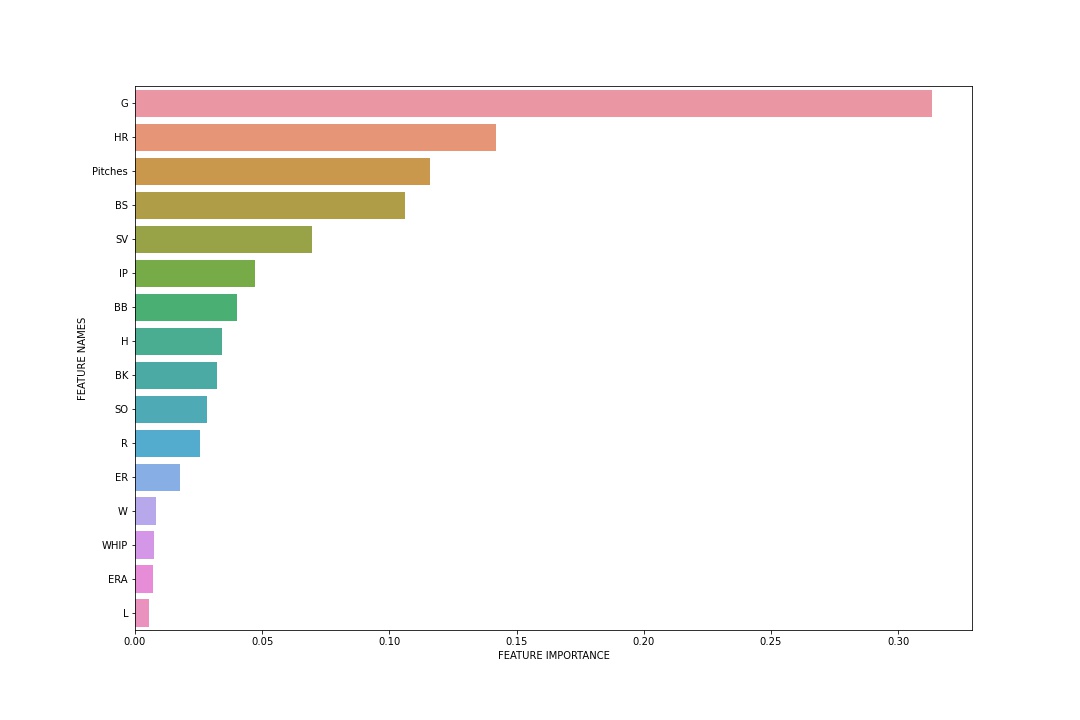 G
HR
Pitches
BS
SV
IP
BB
H
BK
SO
R
ER
W
WHIP
ERA
L
FEATURE NAMES
0.00 0.05 0.10 0.15 0.20 0.25 0.30
FEATURE IMPORTANCE